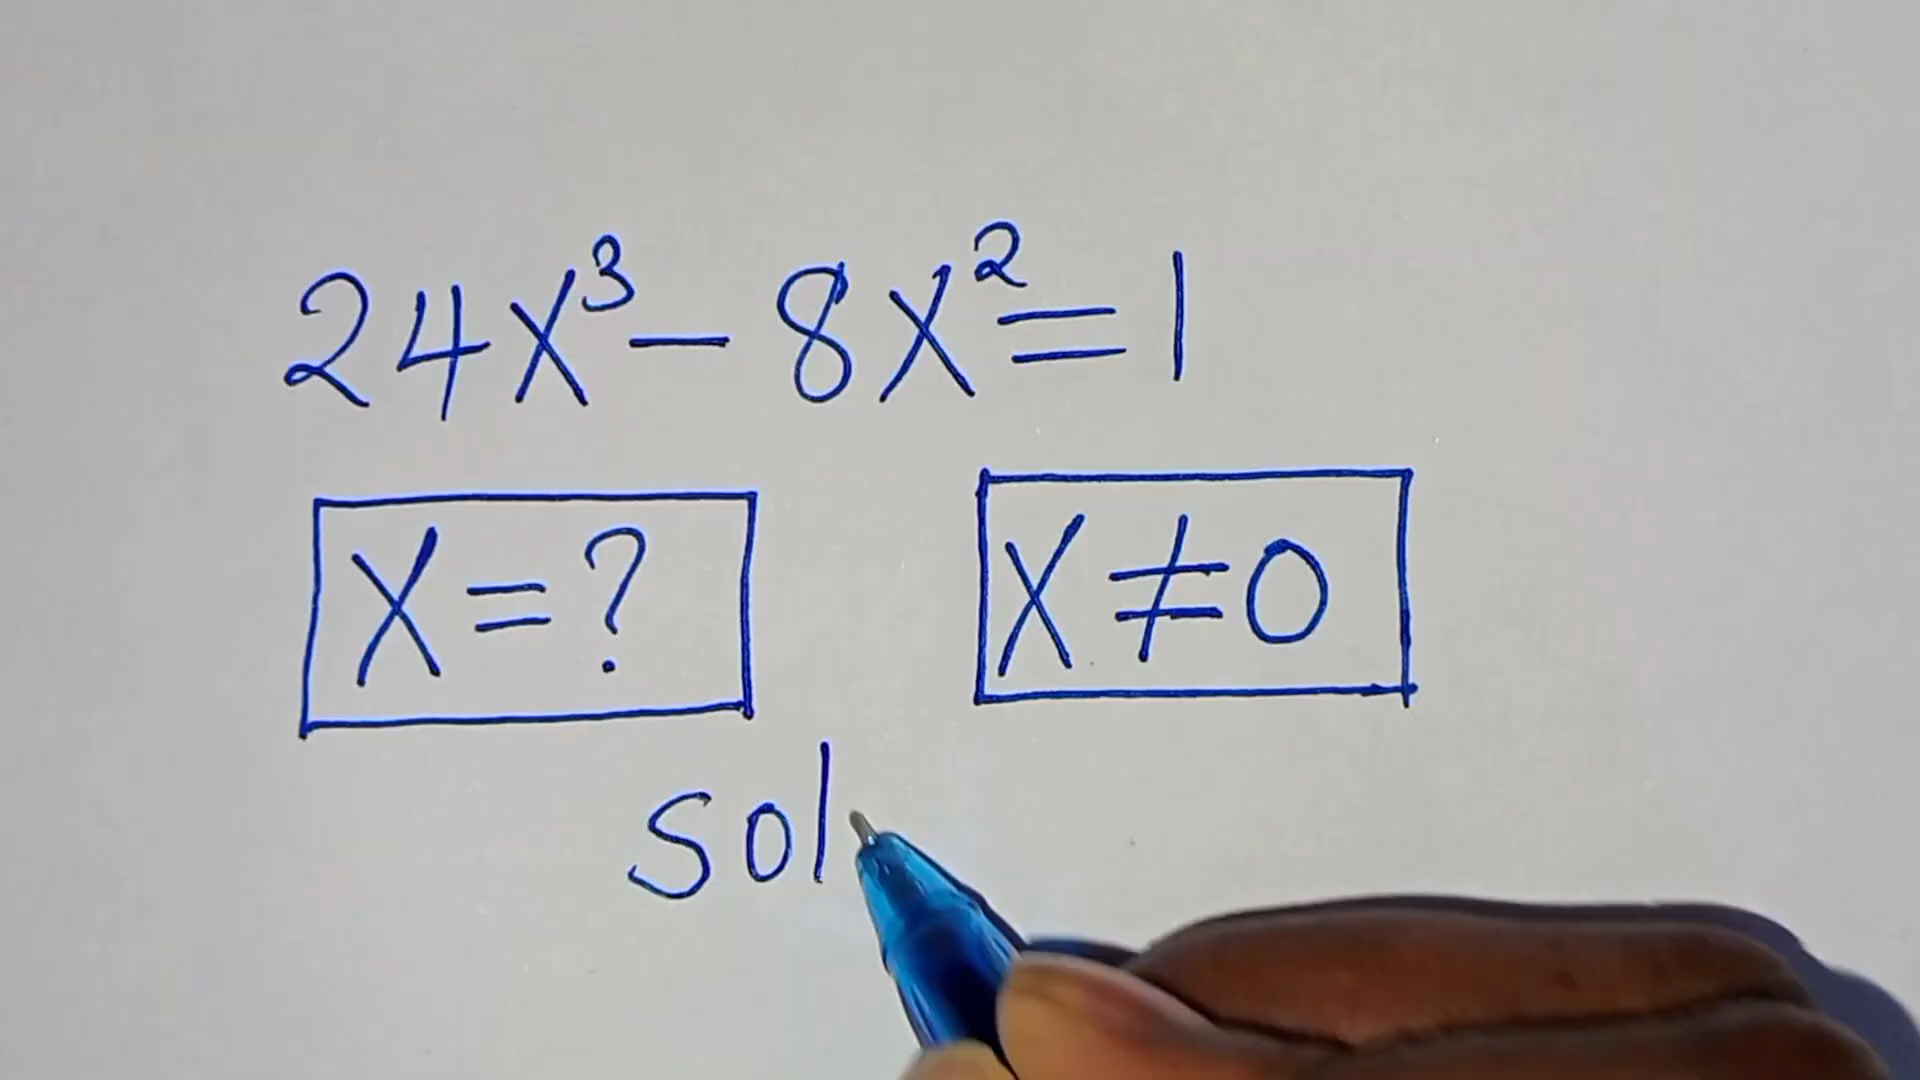 24x³ - 8x² = 1
x = ?
x ≠ 0
Sol